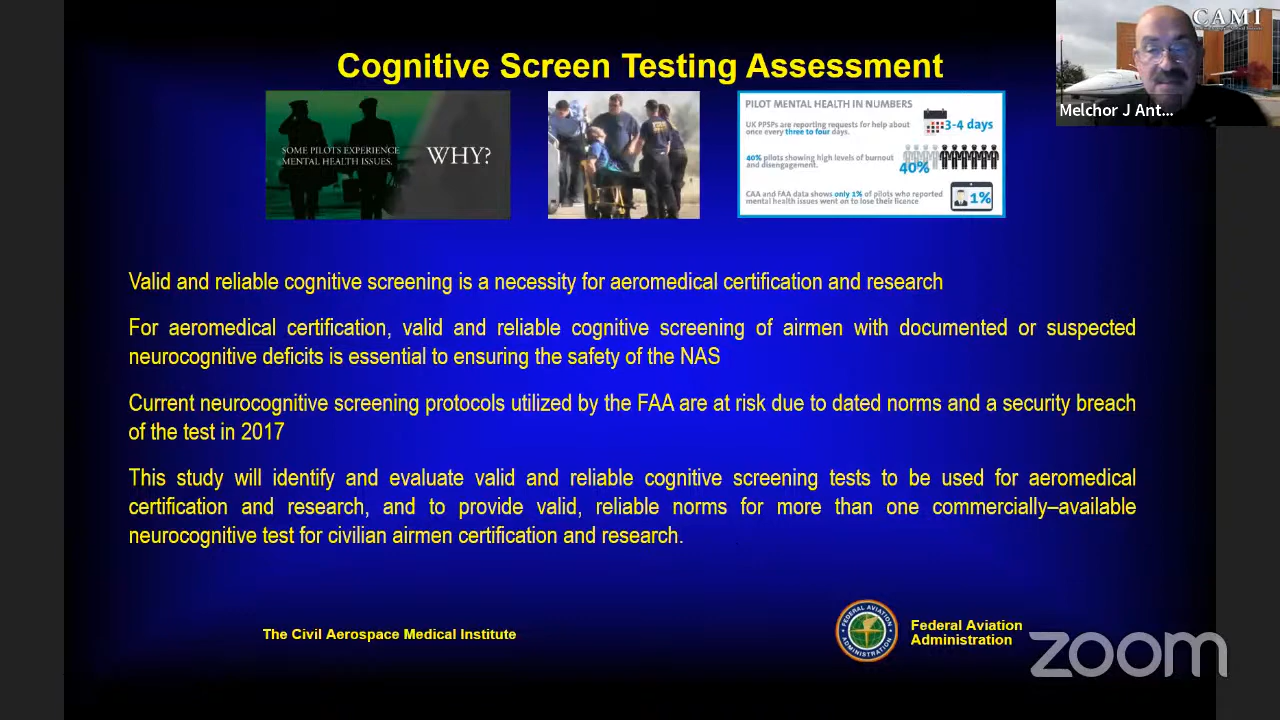 Cognitive Screen Testing Assessment
CAMI
Melchor J Ant...
SOME PILOTS EXPERIENCE
MENTAL HEALTH ISSUES.
WHY?
PILOT MENTAL HEALTH IN NUMBERS
UK PPSPs are reporting requests for help about
once every three to four days.
3-4 days
40% pilots showing high levels of burnout
and disengagement.
40%
CAA and FAA data shows only 1% of pilots who reported
mental health issues went on to lose their licence
1%
Valid and reliable cognitive screening is a necessity for aeromedical certification and research
For aeromedical certification, valid and reliable cognitive screening of airmen with documented or suspected
neurocognitive deficits is essential to ensuring the safety of the NAS
Current neurocognitive screening protocols utilized by the FAA are at risk due to dated norms and a security breach
of the test in 2017
This study will identify and evaluate valid and reliable cognitive screening tests to be used for aeromedical
certification and research, and to provide valid, reliable norms for more than one commercially–available
neurocognitive test for civilian airmen certification and research.
The Civil Aerospace Medical Institute
FEDERAL AVIATION
ADMINISTRATION
Federal Aviation
Administration
zoom